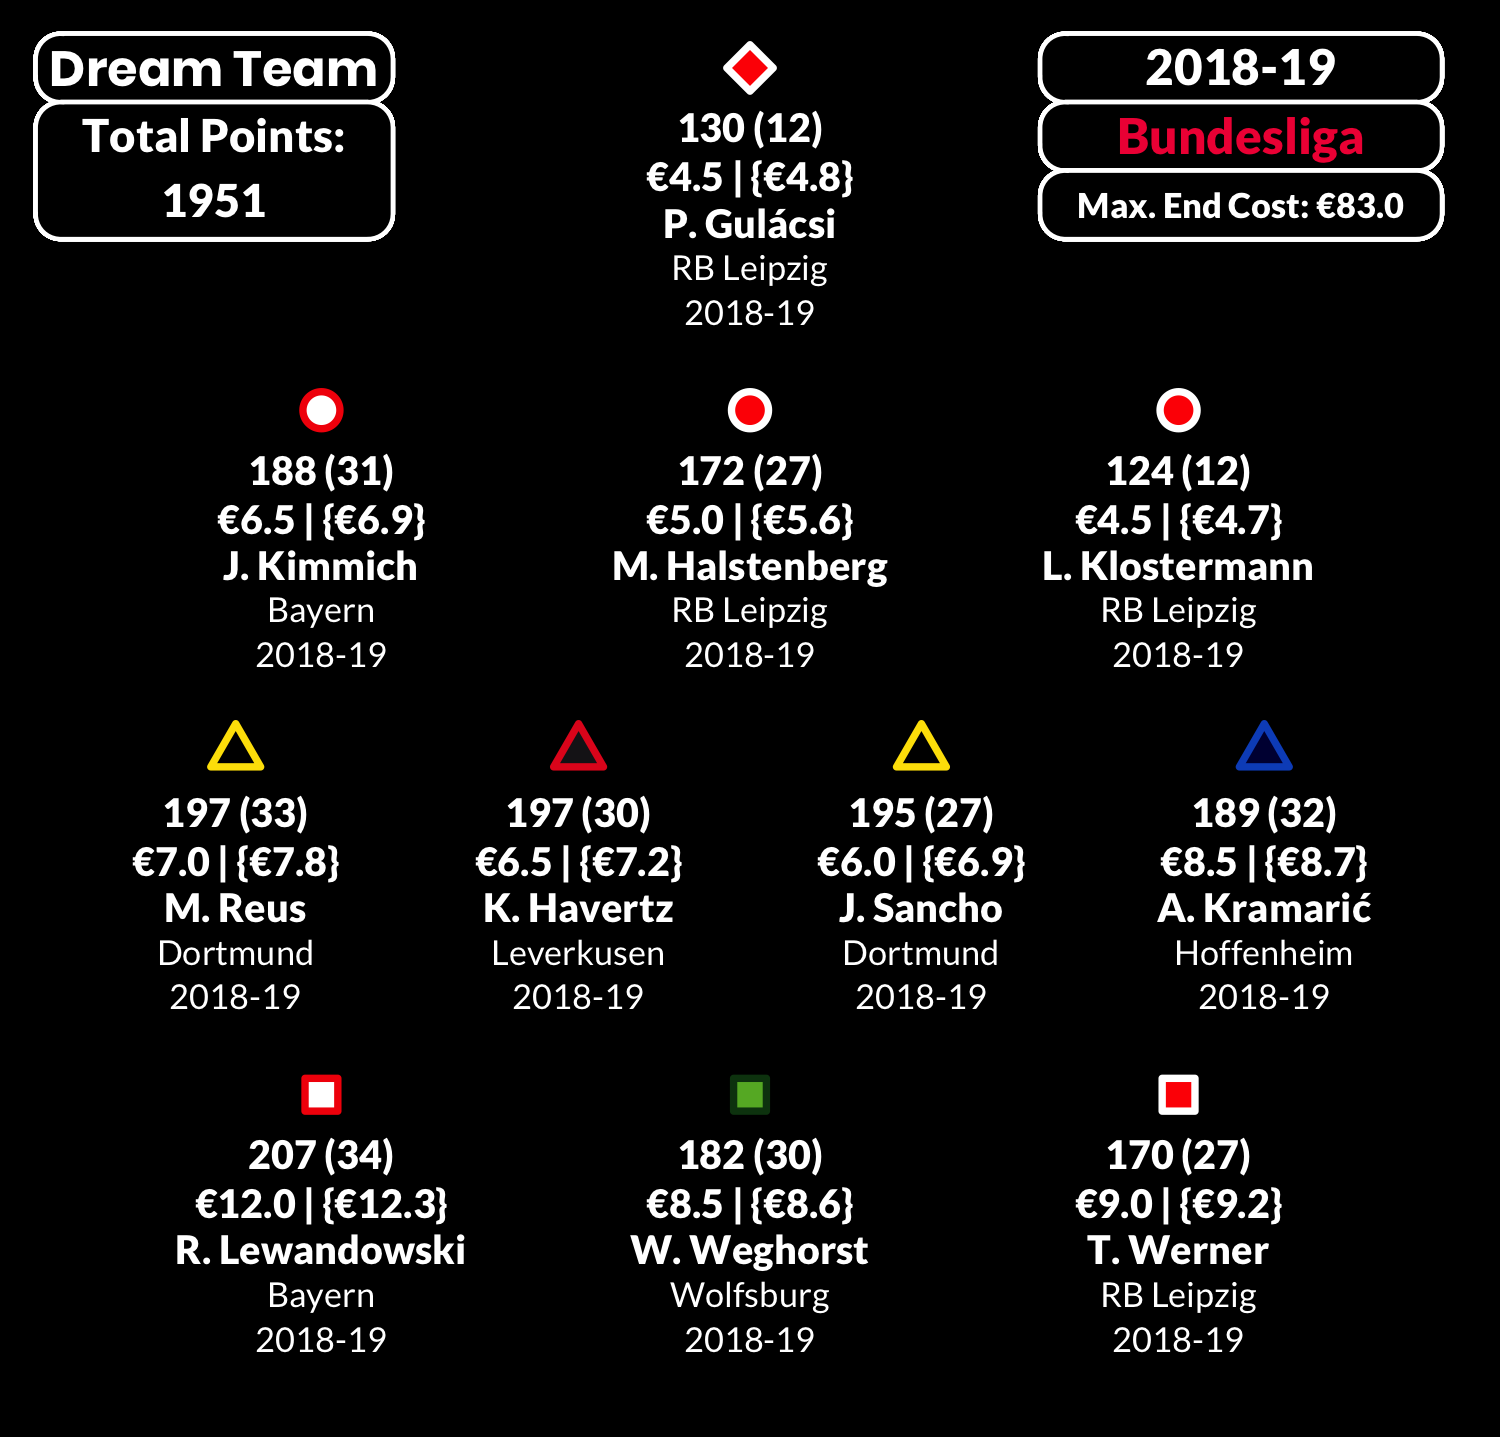 Dream Team
Total Points:
1951
2018-19
Bundesliga
Max. End Cost: €83.0
130 (12)
€4.5 | {€4.8}
P. Gulácsi
RB Leipzig
2018-19
188 (31)
€6.5 | {€6.9}
J. Kimmich
Bayern
2018-19
172 (27)
€5.0 | {€5.6}
M. Halstenberg
RB Leipzig
2018-19
124 (12)
€4.5 | {€4.7}
L. Klostermann
RB Leipzig
2018-19
197 (33)
€7.0 | {€7.8}
M. Reus
Dortmund
2018-19
197 (30)
€6.5 | {€7.2}
K. Havertz
Leverkusen
2018-19
195 (27)
€6.0 | {€6.9}
J. Sancho
Dortmund
2018-19
189 (32)
€8.5 | {€8.7}
A. Kramarić
Hoffenheim
2018-19
207 (34)
€12.0 | {€12.3}
R. Lewandowski
Bayern
2018-19
182 (30)
€8.5 | {€8.6}
W. Weghorst
Wolfsburg
2018-19
170 (27)
€9.0 | {€9.2}
T. Werner
RB Leipzig
2018-19